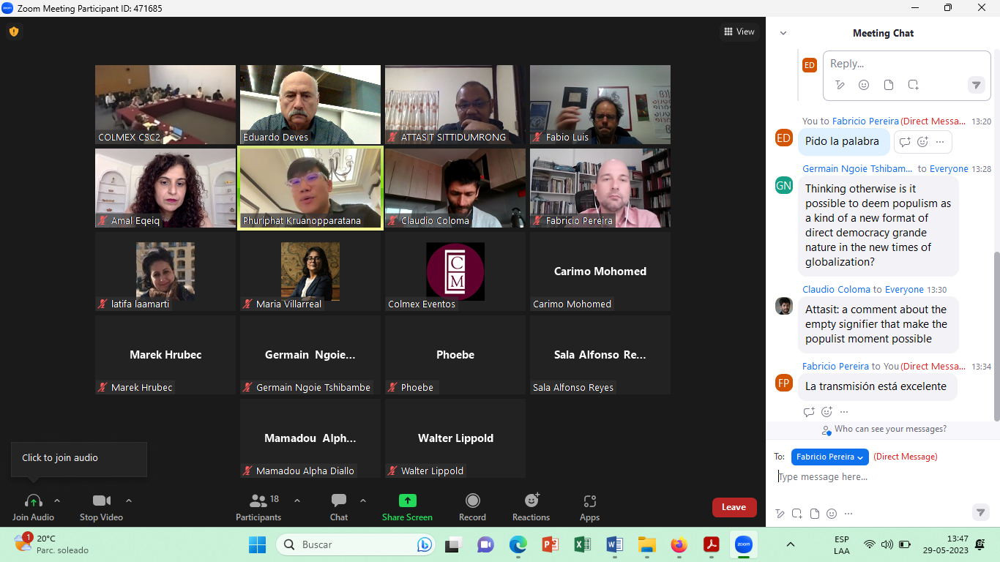 Zoom Meeting Participant ID: 471685
View
COLMEX CSC2
Eduardo Deves
ATTASIT SITTIDUMRONG
Fabio Luis
Amal Eqeiq
Phuriphat Kruanopparatana
Claudio Coloma
Fabricio Pereira
latifa laamarti
Maria Villarreal
C
M
Colmex Eventos
Carimo Mohomed
Carimo Mohomed
Marek Hrubec
Marek Hrubec
Germain Ngoie...
Germain Ngoie Tshibambe
Phoebe
Phoebe
Sala Alfonso Re...
Sala Alfonso Reyes
Mamadou Alph...
Mamadou Alpha Diallo
Walter Lippold
Walter Lippold
Click to join audio
Join Audio
Stop Video
Participants
18
Chat
Share Screen
Record
Reactions
Apps
Leave
Meeting Chat
ED
Reply...
You to Fabricio Pereira (Direct Messa... 13:20
ED
Pido la palabra
Germain Ngoie Tshibam... to Everyone 13:28
GN
Thinking otherwise is it
possible to deem populism as
a kind of a new format of
direct democracy grande
nature in the new times of
globalization?
Claudio Coloma to Everyone 13:30
Attasit: a comment about the
empty signifier that make the
populist moment possible
Fabricio Pereira to You (Direct Messa... 13:34
FP
La transmisión está excelente
Who can see your messages?
To: Fabricio Pereira (Direct Message)
Type message here...
1
20°C
Parc. soleado
Buscar
zoom
ESP
LAA
13:47
29-05-2023